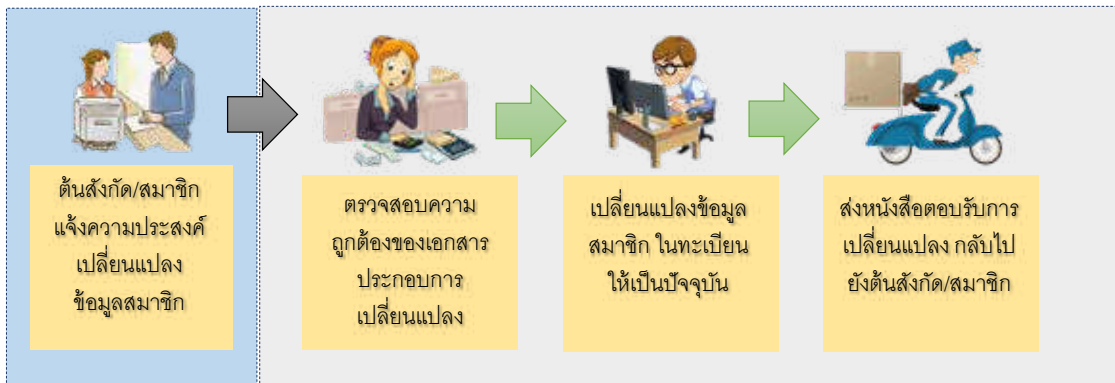 ต้นสังกัด/สมาชิก
แจ้งความประสงค์
เปลี่ยนแปลง
ข้อมูลสมาชิก
ตรวจสอบความ
ถูกต้องของเอกสาร
ประกอบการ
เปลี่ยนแปลง
เปลี่ยนแปลงข้อมูล
สมาชิก ในทะเบียน
ให้เป็นปัจจุบัน
ส่งหนังสือตอบรับการ
เปลี่ยนแปลง กลับไป
ยังต้นสังกัด/สมาชิก